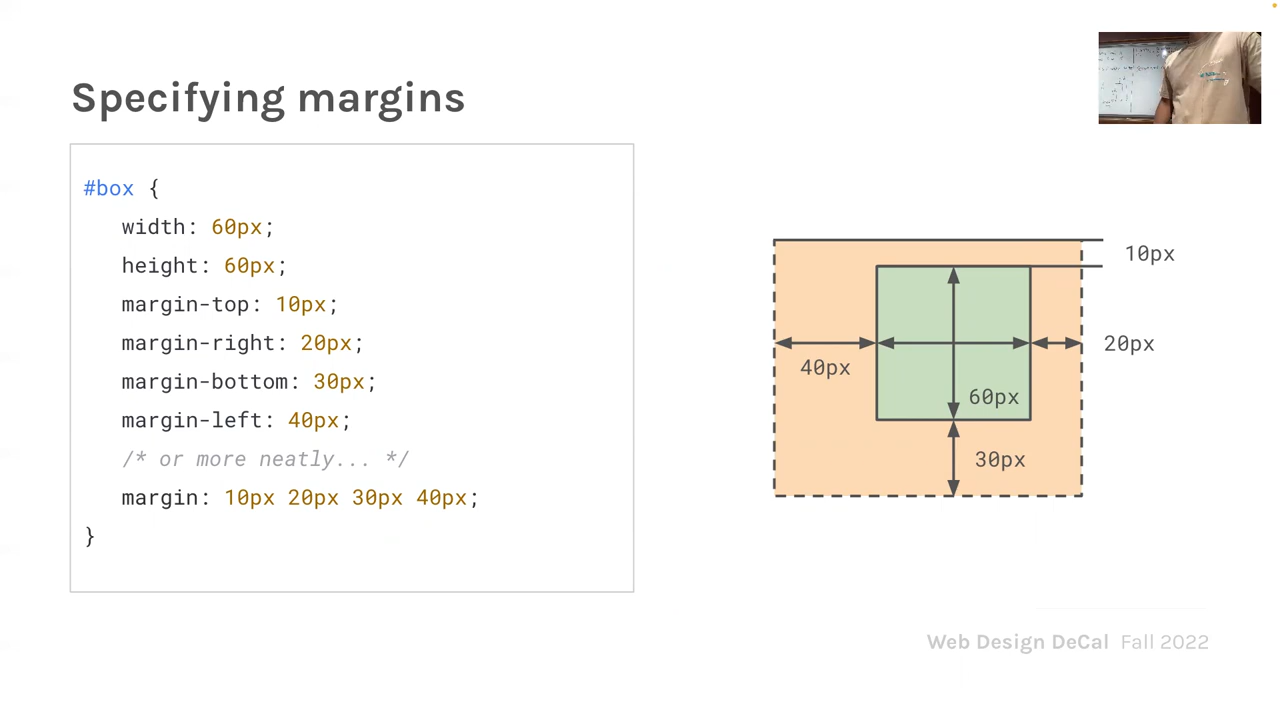 Specifying margins
#box {
width: 60px;
height: 60px;
margin-top: 10px;
margin-right: 20px;
margin-bottom: 30px;
margin-left: 40px;
/* or more neatly... */
margin: 10px 20px 30px 40px;
}
10px
20px
40px
60px
30px
Web Design DeCal Fall 2022